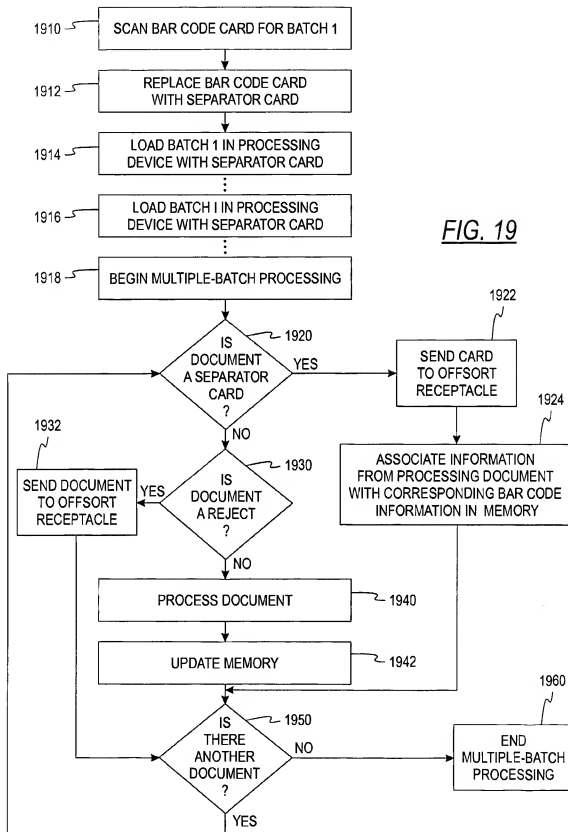 1910
SCAN BAR CODE CARD FOR BATCH 1
1912
REPLACE BAR CODE CARD
WITH SEPARATOR CARD
1914
LOAD BATCH 1 IN PROCESSING
DEVICE WITH SEPARATOR CARD
1916
LOAD BATCH I IN PROCESSING
DEVICE WITH SEPARATOR CARD
FIG. 19
1918
BEGIN MULTIPLE-BATCH PROCESSING
1920
IS
DOCUMENT
A SEPARATOR
CARD
?
YES
NO
1922
SEND CARD
TO OFFSORT
RECEPTACLE
1924
ASSOCIATE INFORMATION
FROM PROCESSING DOCUMENT
WITH CORRESPONDING BAR CODE
INFORMATION IN MEMORY
1932
SEND DOCUMENT
TO OFFSORT
RECEPTACLE
1930
IS
DOCUMENT
A REJECT
?
YES
NO
PROCESS DOCUMENT
1940
UPDATE MEMORY
1942
1950
IS
THERE
ANOTHER
DOCUMENT
?
NO
YES
1960
END
MULTIPLE-BATCH
PROCESSING